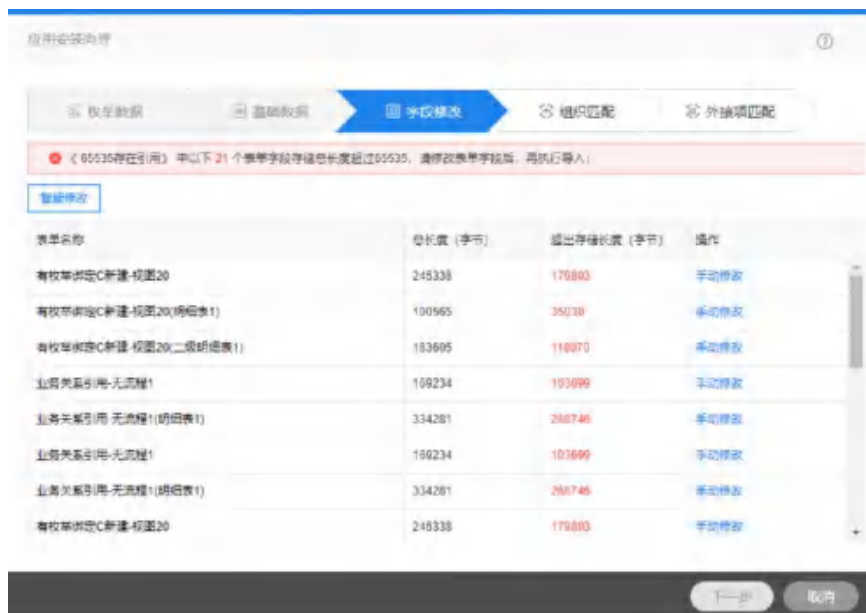 应用安装向导
枚举数据 基础数据 字段修改 组织匹配 外接项匹配
《65535存在引用》 中以下 21 个表单字段存储总长度超过65535，请修改表单字段后，再执行导入；
智能修改
表单名称 总长度（字节） 超出存储长度（字节） 操作
有枚举绑定C新建-视图20 245338 179803 手动修改
有枚举绑定C新建-视图20(明细表1) 100565 35030 手动修改
有枚举绑定C新建-视图20(二级明细表1) 183605 118070 手动修改
业务关系引用-无流程1 169234 103699 手动修改
业务关系引用-无流程1(明细表1) 334281 268746 手动修改
业务关系引用-无流程1 169234 103699 手动修改
业务关系引用-无流程1(明细表1) 334281 268746 手动修改
有枚举绑定C新建-视图20 245338 179803 手动修改
下一步 取消